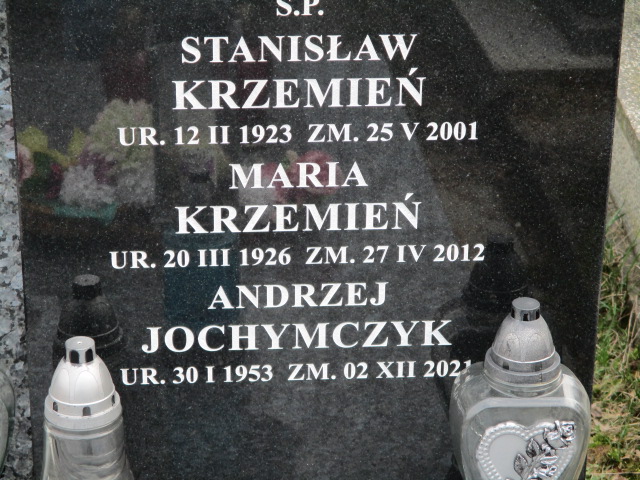 Ś.P.
STANISŁAW
KRZEMIEŃ
UR. 12 II 1923 ZM. 25 V 2001
MARIA
KRZEMIEŃ
UR. 20 III 1926 ZM. 27 IV 2012
ANDRZEJ
JOCHYMCZYK
UR. 30 I 1953 ZM. 02 XII 2021